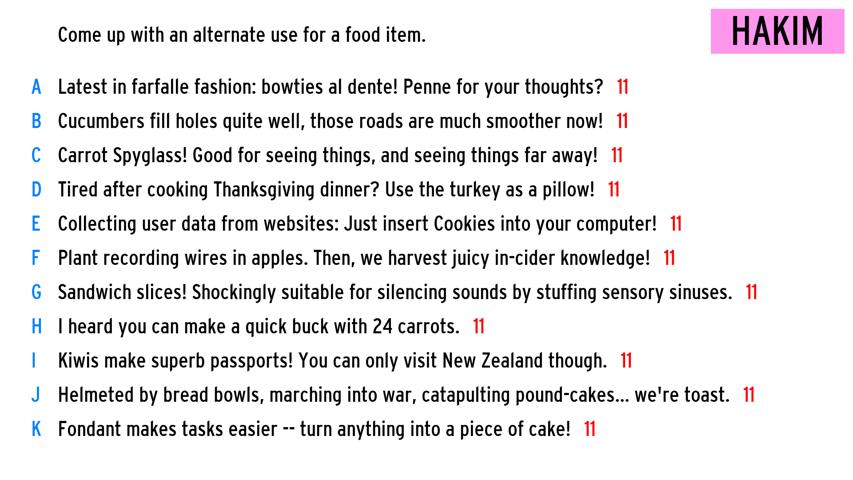 Come up with an alternate use for a food item.
HAKIM
A Latest in farfalle fashion: bowties al dente! Penne for your thoughts? 11
B Cucumbers fill holes quite well, those roads are much smoother now! 11
C Carrot Spyglass! Good for seeing things, and seeing things far away! 11
D Tired after cooking Thanksgiving dinner? Use the turkey as a pillow! 11
E Collecting user data from websites: Just insert Cookies into your computer! 11
F Plant recording wires in apples. Then, we harvest juicy in-cider knowledge! 11
G Sandwich slices! Shockingly suitable for silencing sounds by stuffing sensory sinuses. 11
H I heard you can make a quick buck with 24 carrots. 11
I Kiwis make superb passports! You can only visit New Zealand though. 11
J Helmeted by bread bowls, marching into war, catapulting pound-cakes... we're toast. 11
K Fondant makes tasks easier -- turn anything into a piece of cake! 11